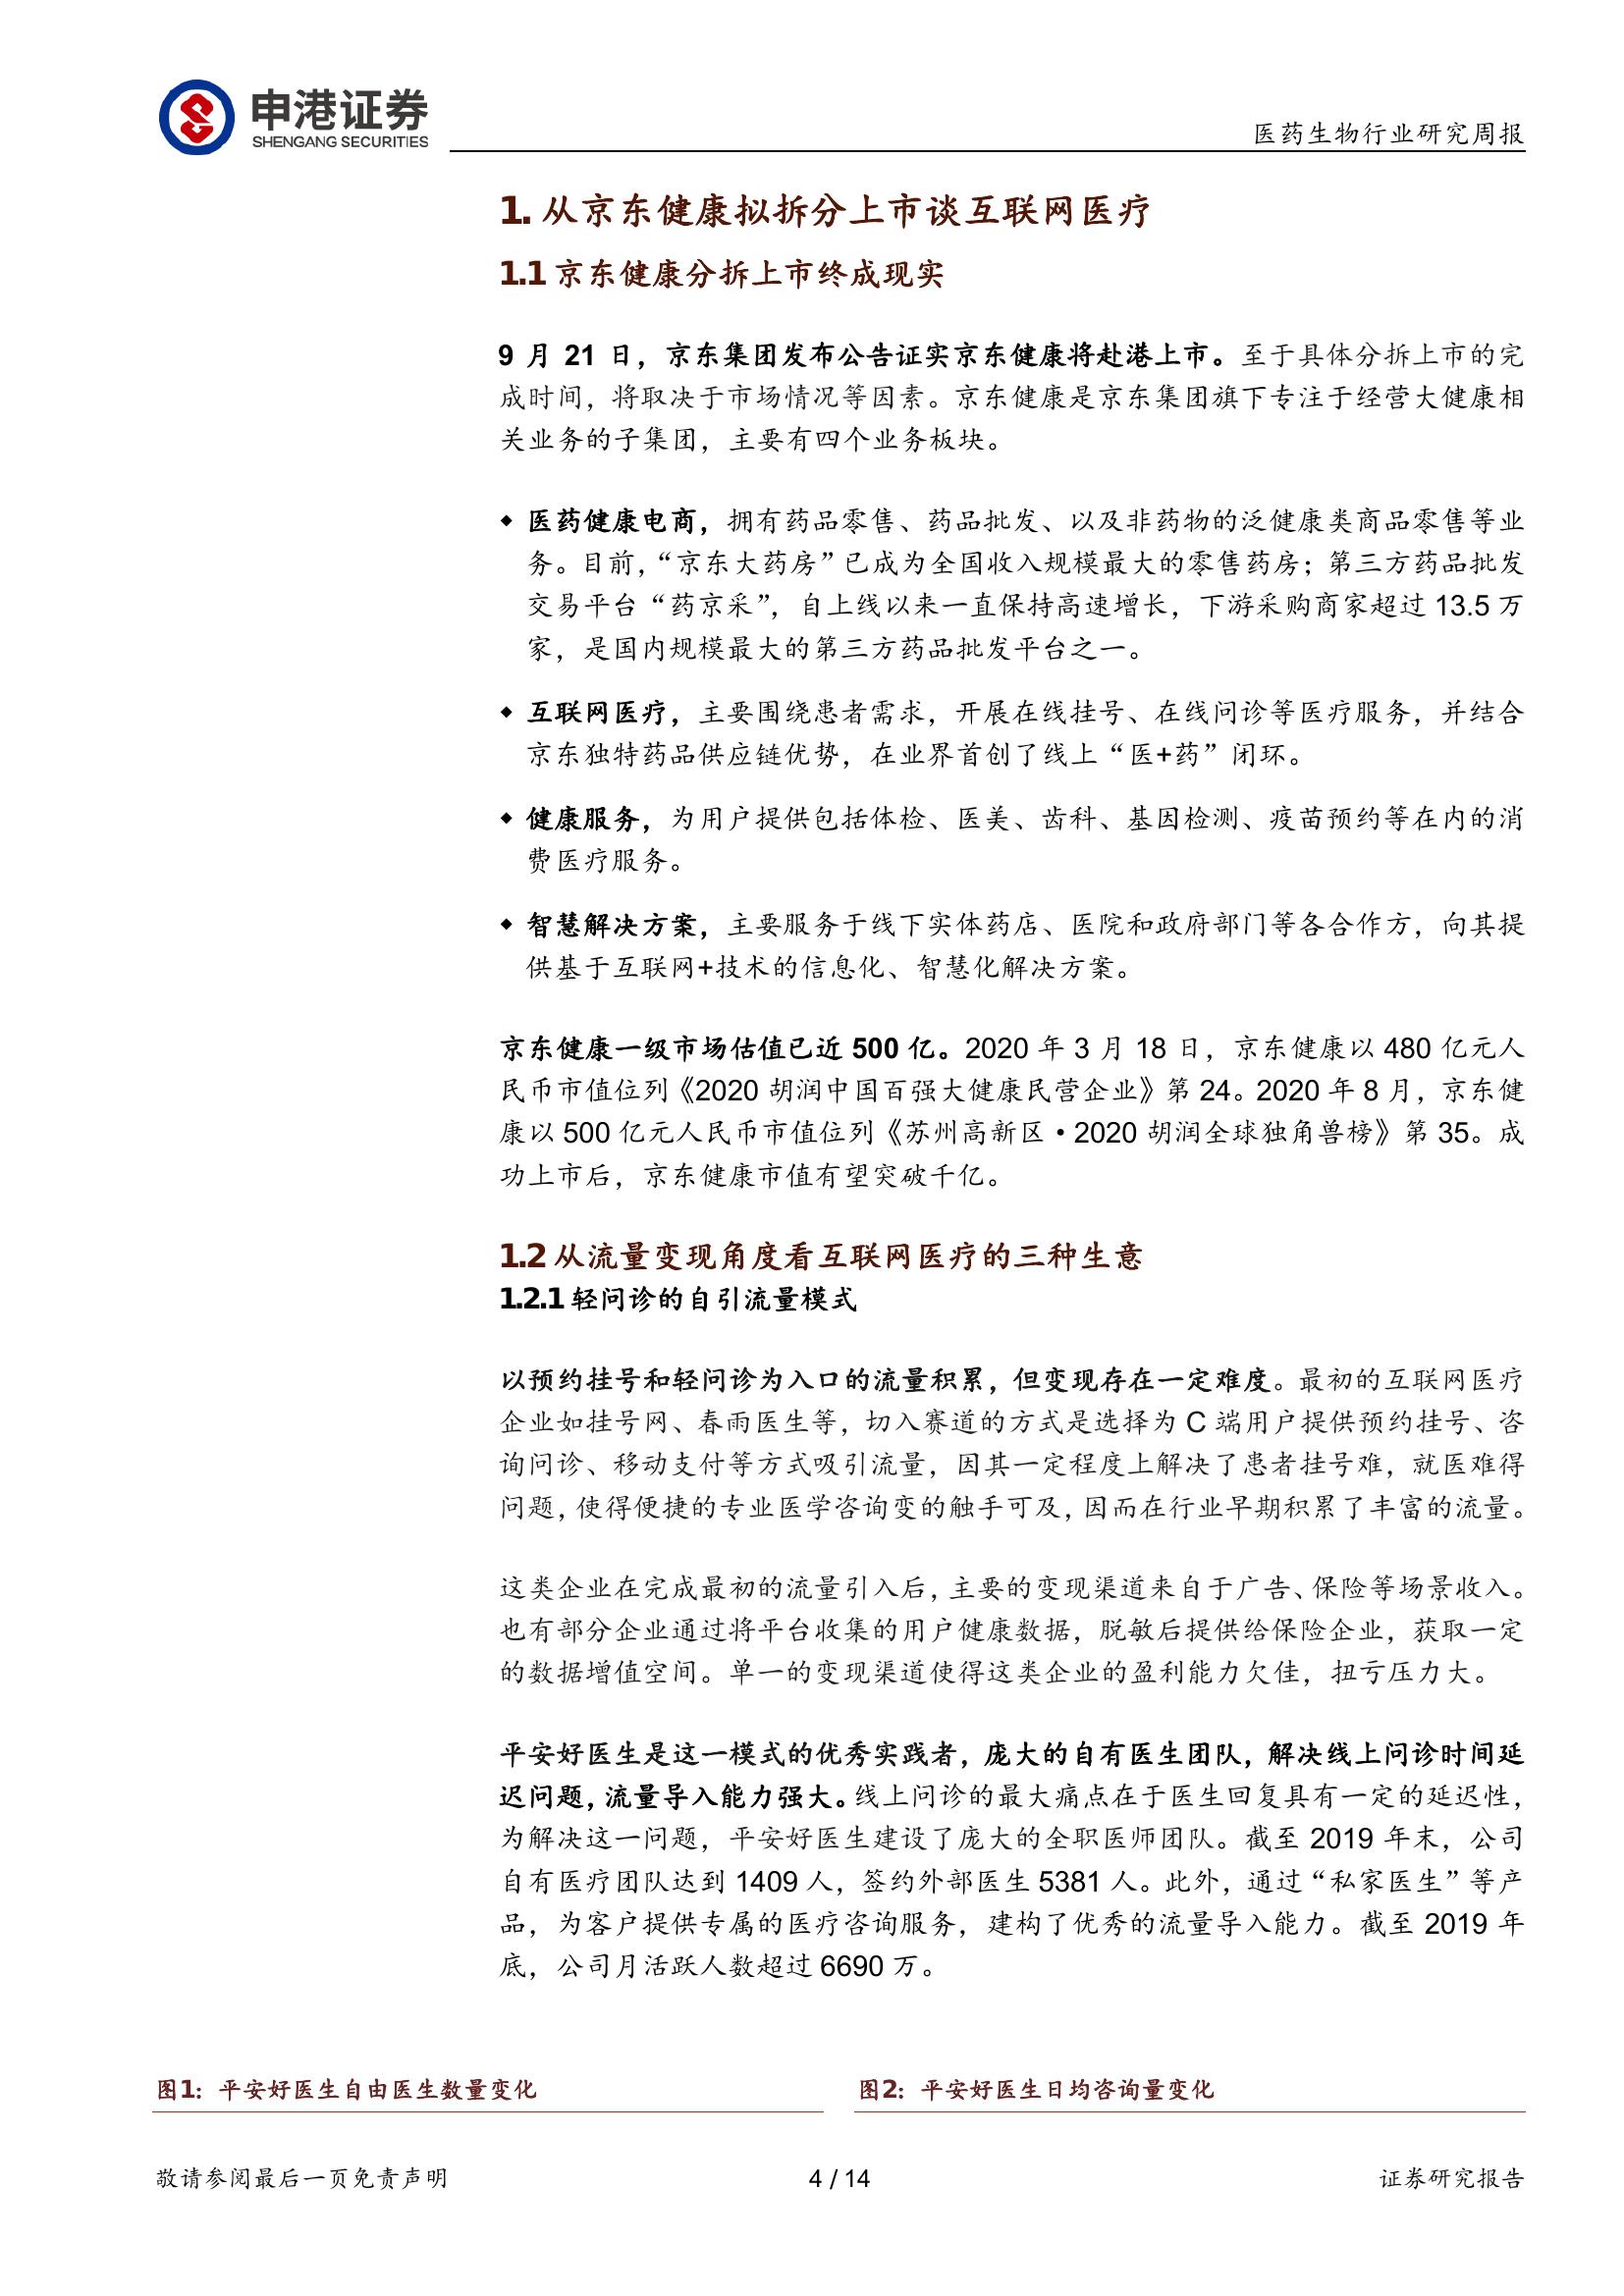 申港证券
SHENGANG SECURITIES
医药生物行业研究周报
1. 从京东健康拟拆分上市谈互联网医疗
1.1 京东健康分拆上市终成现实
9 月 21 日，京东集团发布公告证实京东健康将赴港上市。至于具体分拆上市的完
成时间，将取决于市场情况等因素。京东健康是京东集团旗下专注于经营大健康相
关业务的子集团，主要有四个业务板块。
◆ 医药健康电商，拥有药品零售、药品批发、以及非药物的泛健康类商品零售等业
务。目前，“京东大药房”已成为全国收入规模最大的零售药房；第三方药品批发
交易平台“药京采”，自上线以来一直保持高速增长，下游采购商家超过 13.5 万
家，是国内规模最大的第三方药品批发平台之一。
◆ 互联网医疗，主要围绕患者需求，开展在线挂号、在线问诊等医疗服务，并结合
京东独特药品供应链优势，在业界首创了线上“医+药”闭环。
◆ 健康服务，为用户提供包括体检、医美、齿科、基因检测、疫苗预约等在内的消
费医疗服务。
◆ 智慧解决方案，主要服务于线下实体药店、医院和政府部门等各合作方，向其提
供基于互联网+技术的信息化、智慧化解决方案。
京东健康一级市场估值已近 500 亿。2020 年 3 月 18 日，京东健康以 480 亿元人
民币市值位列《2020 胡润中国百强大健康民营企业》第 24。2020 年 8 月，京东健
康以 500 亿元人民币市值位列《苏州高新区•2020 胡润全球独角兽榜》第 35。成
功上市后，京东健康市值有望突破千亿。
1.2 从流量变现角度看互联网医疗的三种生意
1.2.1 轻问诊的自引流量模式
以预约挂号和轻问诊为入口的流量积累，但变现存在一定难度。最初的互联网医疗
企业如挂号网、春雨医生等，切入赛道的方式是选择为 C 端用户提供预约挂号、咨
询问诊、移动支付等方式吸引流量，因其一定程度上解决了患者挂号难，就医难得
问题，使得便捷的专业医学咨询变的触手可及，因而在行业早期积累了丰富的流量。
这类企业在完成最初的流量引入后，主要的变现渠道来自于广告、保险等场景收入。
也有部分企业通过将平台收集的用户健康数据，脱敏后提供给保险企业，获取一定
的数据增值空间。单一的变现渠道使得这类企业的盈利能力欠佳，扭亏压力大。
平安好医生是这一模式的优秀实践者，庞大的自有医生团队，解决线上问诊时间延
迟问题，流量导入能力强大。线上问诊的最大痛点在于医生回复具有一定的延迟性，
为解决这一问题，平安好医生建设了庞大的全职医师团队。截至 2019 年末，公司
自有医疗团队达到 1409 人，签约外部医生 5381 人。此外，通过“私家医生”等产
品，为客户提供专属的医疗咨询服务，建构了优秀的流量导入能力。截至 2019 年
底，公司月活跃人数超过 6690 万。
图1：平安好医生自由医生数量变化
图2：平安好医生日均咨询量变化
敬请参阅最后一页免责声明
4 / 14
证券研究报告